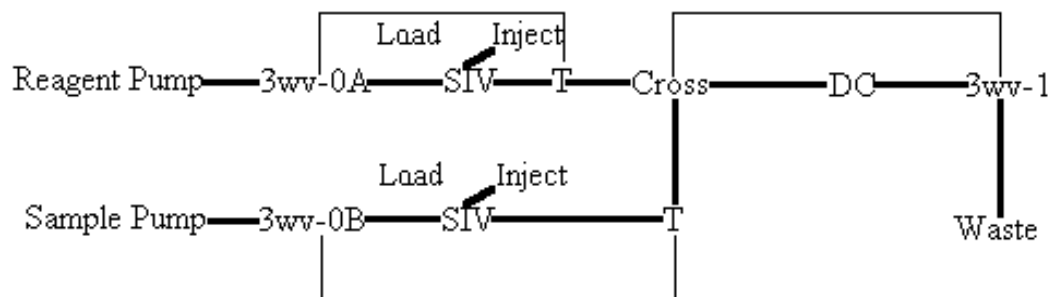 Load Inject
Reagent Pump 3wv-0A SIV T Cross DC 3wv-1
Load Inject
Sample Pump 3wv-0B SIV T Waste